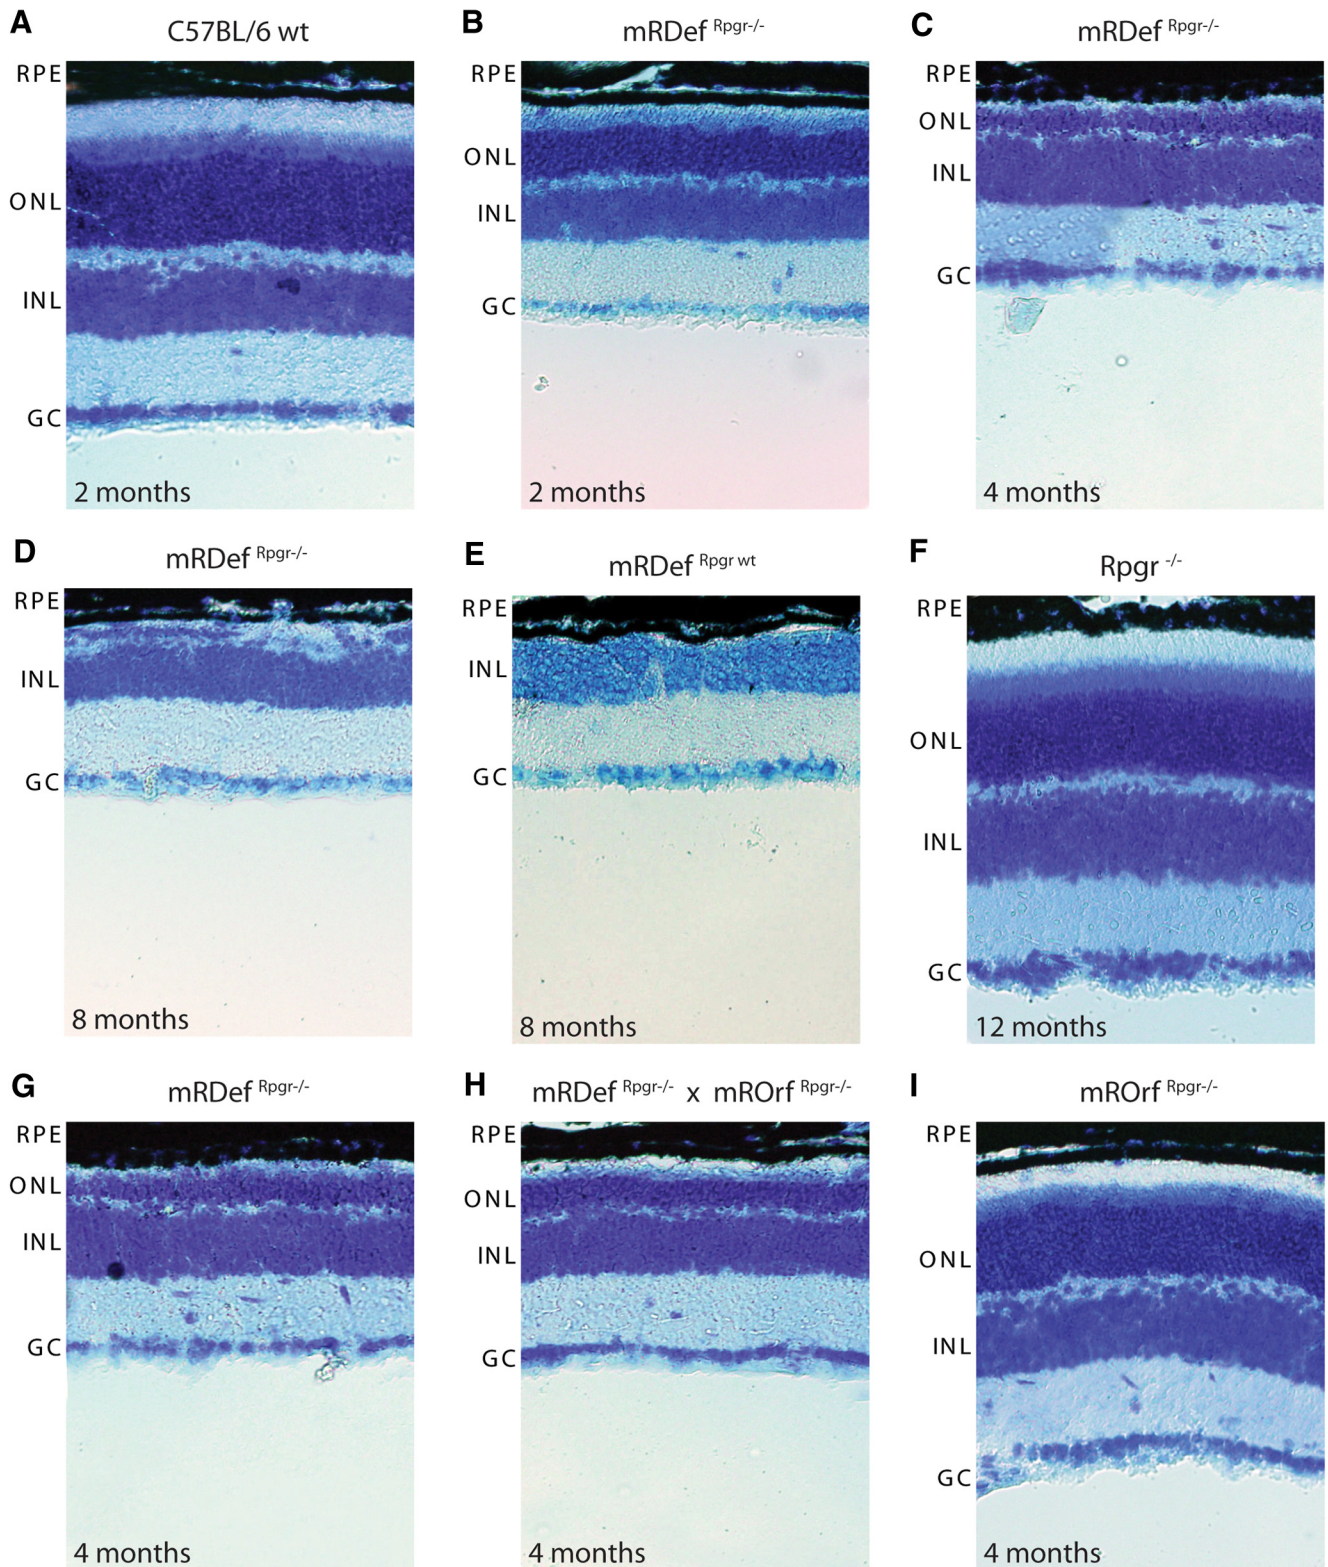 A
C57BL/6 wt
RPE
ONL
INL
GC
2 months
B
mRDef Rpgr-/-
ONL
INL
GC
2 months
C
mRDef Rpgr-/-
RPE
ONL
INL
GC
4 months
D
mRDef Rpgr-/-
RPE
INL
GC
8 months
E
mRDef Rpgr wt
RPE
INL
GC
8 months
F
Rpgr -/-
RPE
ONL
INL
GC
12 months
G
mRDef Rpgr-/-
RPE
ONL
INL
GC
4 months
H
mRDef Rpgr-/- x mROrf Rpgr-/-
RPE
ONL
INL
GC
4 months
I
mROrf Rpgr-/-
RPE
ONL
INL
GC
4 months